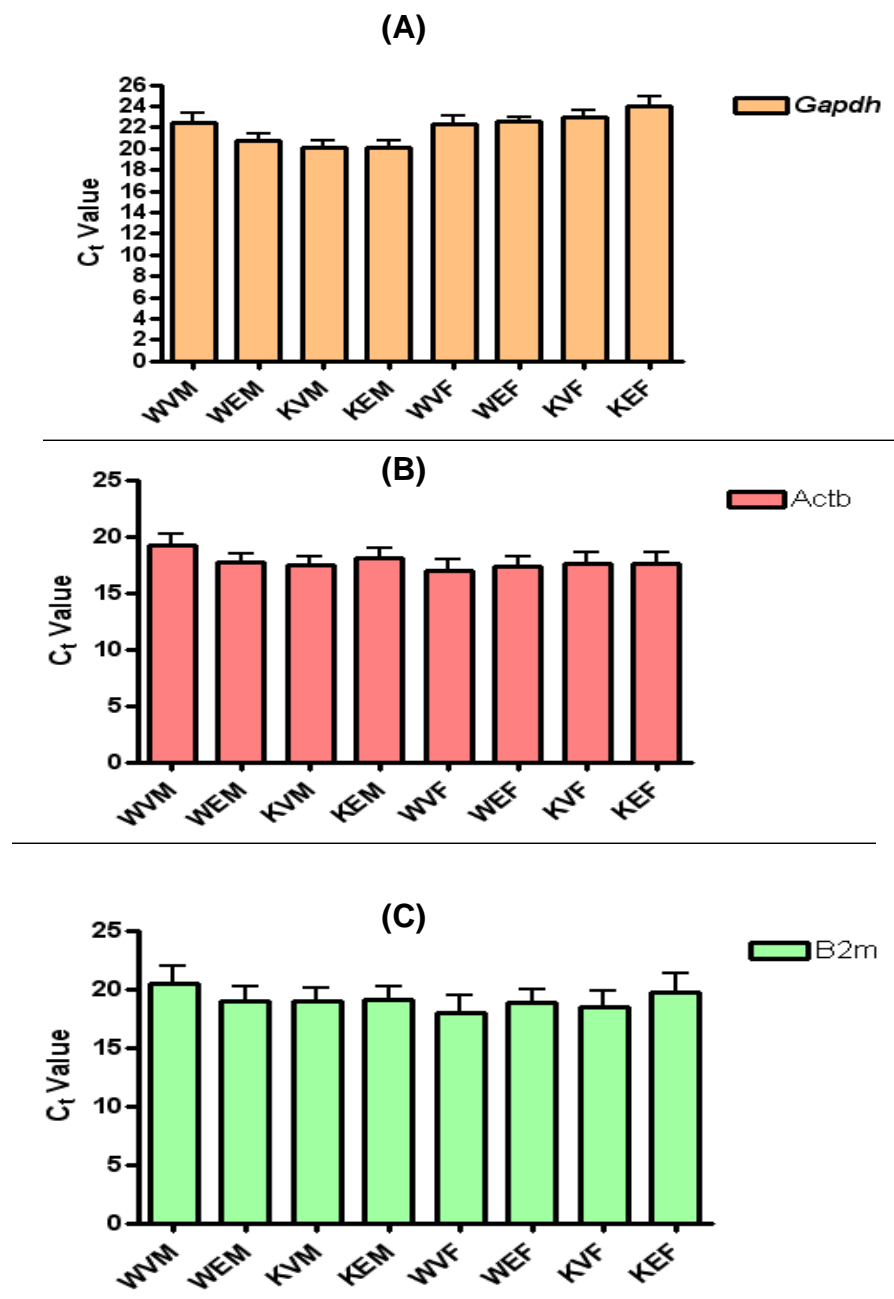 (A)
26
24
22
20
18
16
14
12
10
8
6
4
2
0
Ct Value
Gapdh
WVM WEM KVM KEM WVF WEF KVF KEF
(B)
25
20
15
10
5
0
Ct Value
Actb
WVM WEM KVM KEM WVF WEF KVF KEF
(C)
25
20
15
10
5
0
Ct Value
B2m
WVM WEM KVM KEM WVF WEF KVF KEF